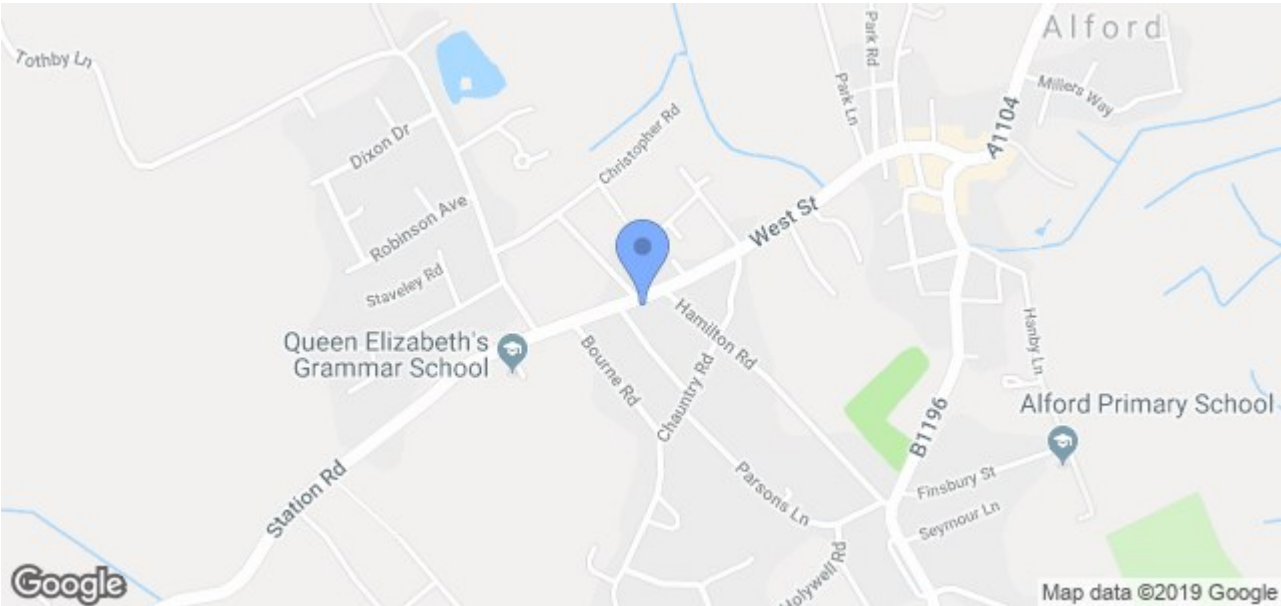 Alford
Park Rd
Tothby Ln
Millers Way
Park Ln
A1104
Christopher Rd
Dixon Dr
Robinson Ave
West St
Staveley Rd
Hamilton Rd
Hanby Ln
Queen Elizabeth's
Grammar School
Bourne Rd
Chauntry Rd
Alford Primary School
B1196
Station Rd
Parsons Ln
Finsbury St
Seymour Ln
Holywell Rd
Google
Map data ©2019 Google